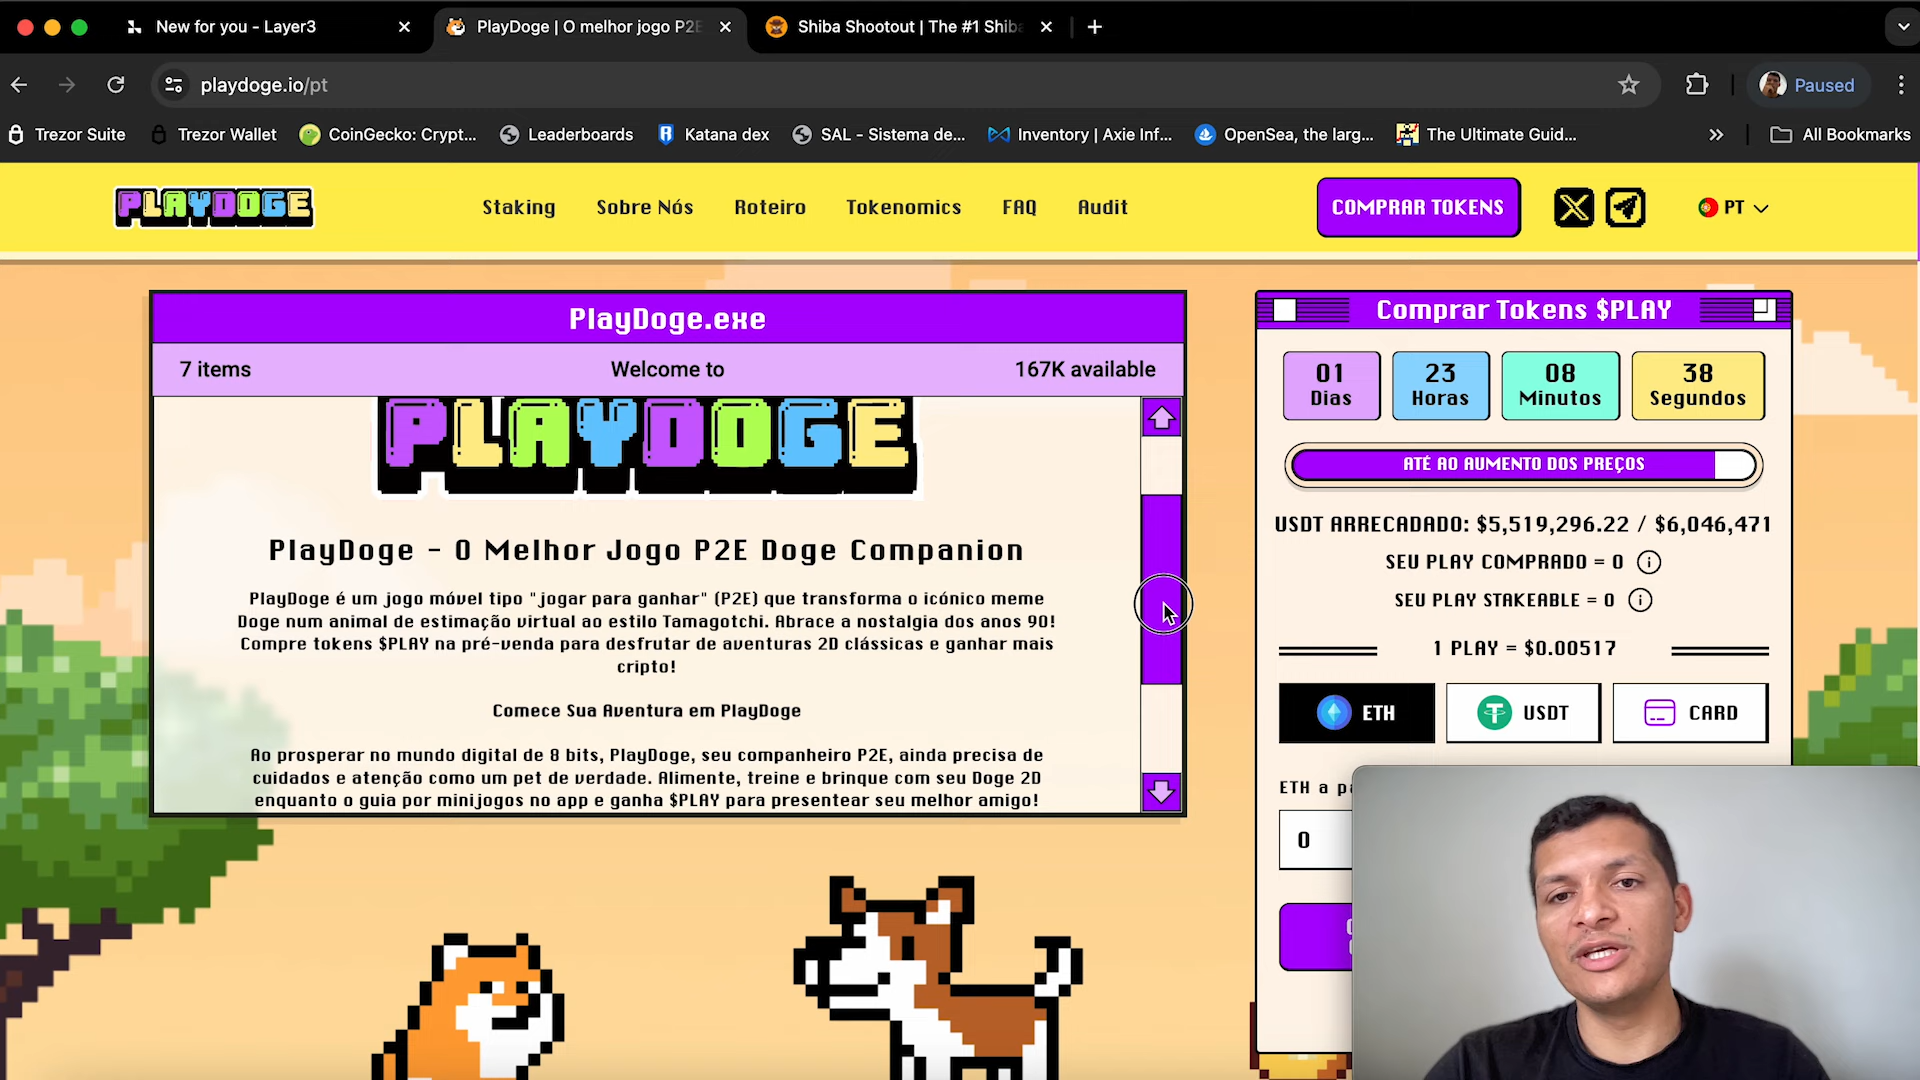 New for you - Layer3
PlayDoge | O melhor jogo P2E
Shiba Shootout | The #1 Shiba
playdoge.io/pt
Paused
Trezor Suite
Trezor Wallet
CoinGecko: Crypt...
Leaderboards
Katana dex
SAL - Sistema de...
Inventory | Axie Inf...
OpenSea, the larg...
The Ultimate Guid...
All Bookmarks
PLAYDOGE
Staking
Sobre Nós
Roteiro
Tokenomics
FAQ
Audit
COMPRAR TOKENS
PT
PlayDoge.exe
7 items
Welcome to
167K available
PLAYDOGE
PlayDoge - O Melhor Jogo P2E Doge Companion
PlayDoge é um jogo móvel tipo "jogar para ganhar" (P2E) que transforma o icónico meme
Doge num animal de estimação virtual ao estilo Tamagotchi. Abrace a nostalgia dos anos 90!
Compre tokens $PLAY na pré-venda para desfrutar de aventuras 2D clássicas e ganhar mais
cripto!
Comece Sua Aventura em PlayDoge
Ao prosperar no mundo digital de 8 bits, PlayDoge, seu companheiro P2E, ainda precisa de
cuidados e atenção como um pet de verdade. Alimente, treine e brinque com seu Doge 2D
enquanto o guia por minijogos no app e ganha $PLAY para presentear seu melhor amigo!
Comprar Tokens $PLAY
01
Dias
23
Horas
08
Minutos
38
Segundos
ATÉ AO AUMENTO DOS PREÇOS
USDT ARRECADADO: $5,519,296.22 / $6,046,471
SEU PLAY COMPRADO = 0
SEU PLAY STAKEABLE = 0
1 PLAY = $0.00517
ETH
USDT
CARD
ETH a
0